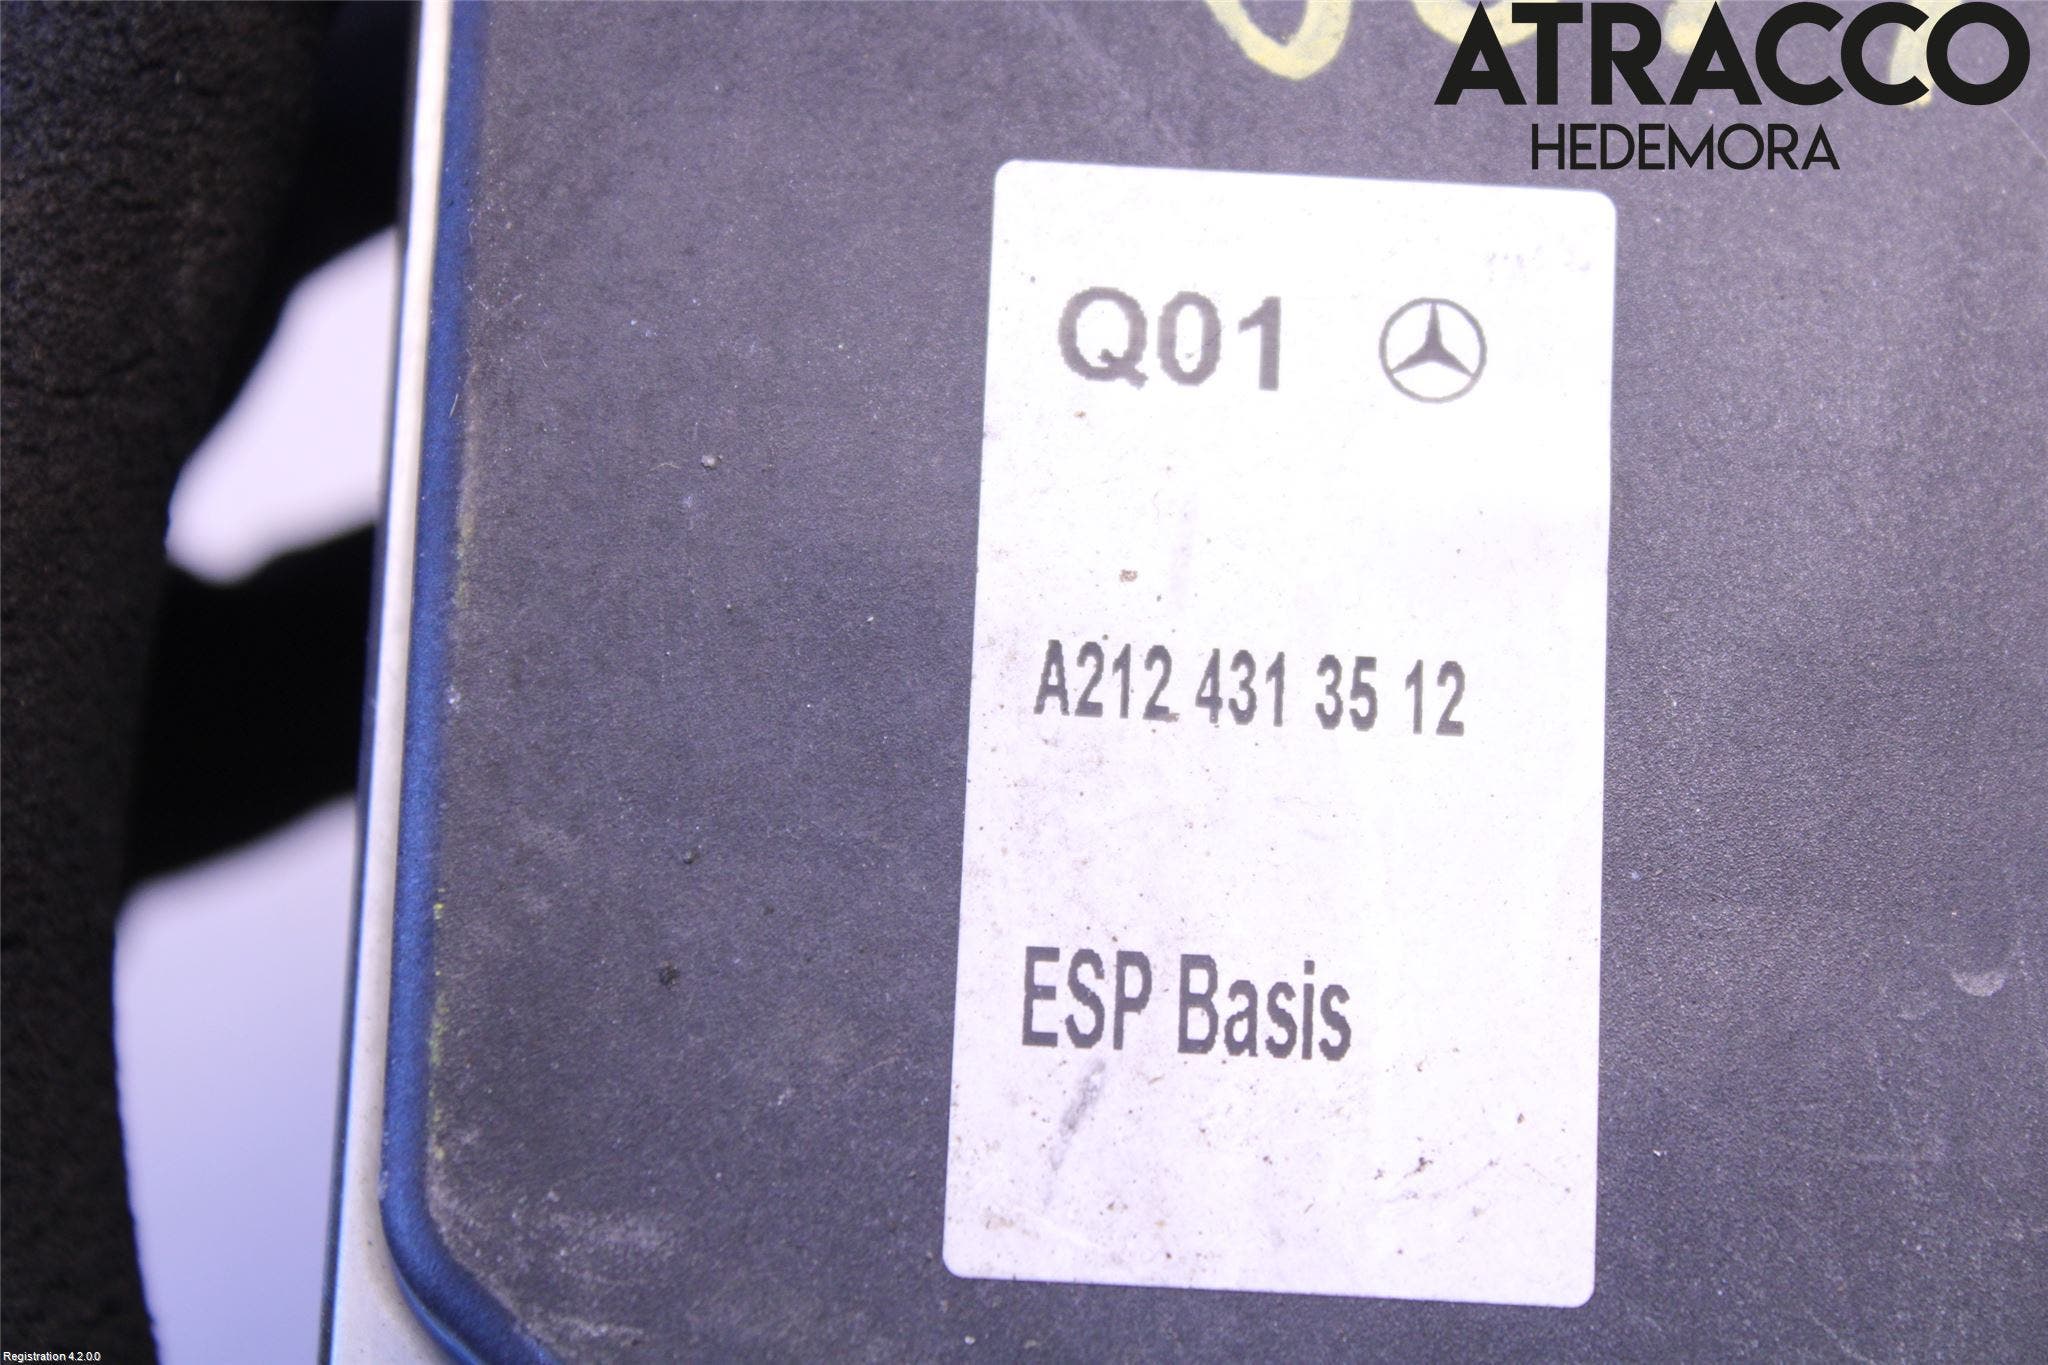 ATRACCO
HEDEMORA
Q01
A212 431 35 12
ESP Basis
Registration 4.2.0.0